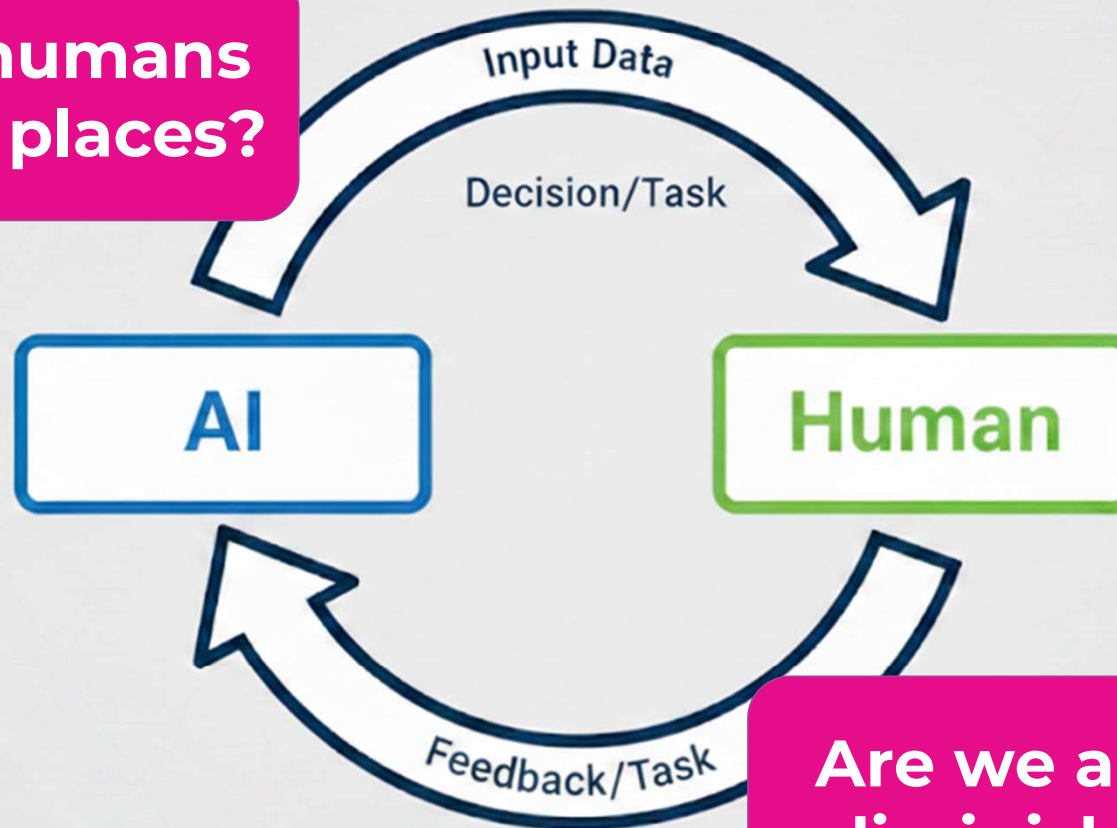 humans
places?
Input Data
Decision/Task
AI
Human
Feedback/Task
Are we a